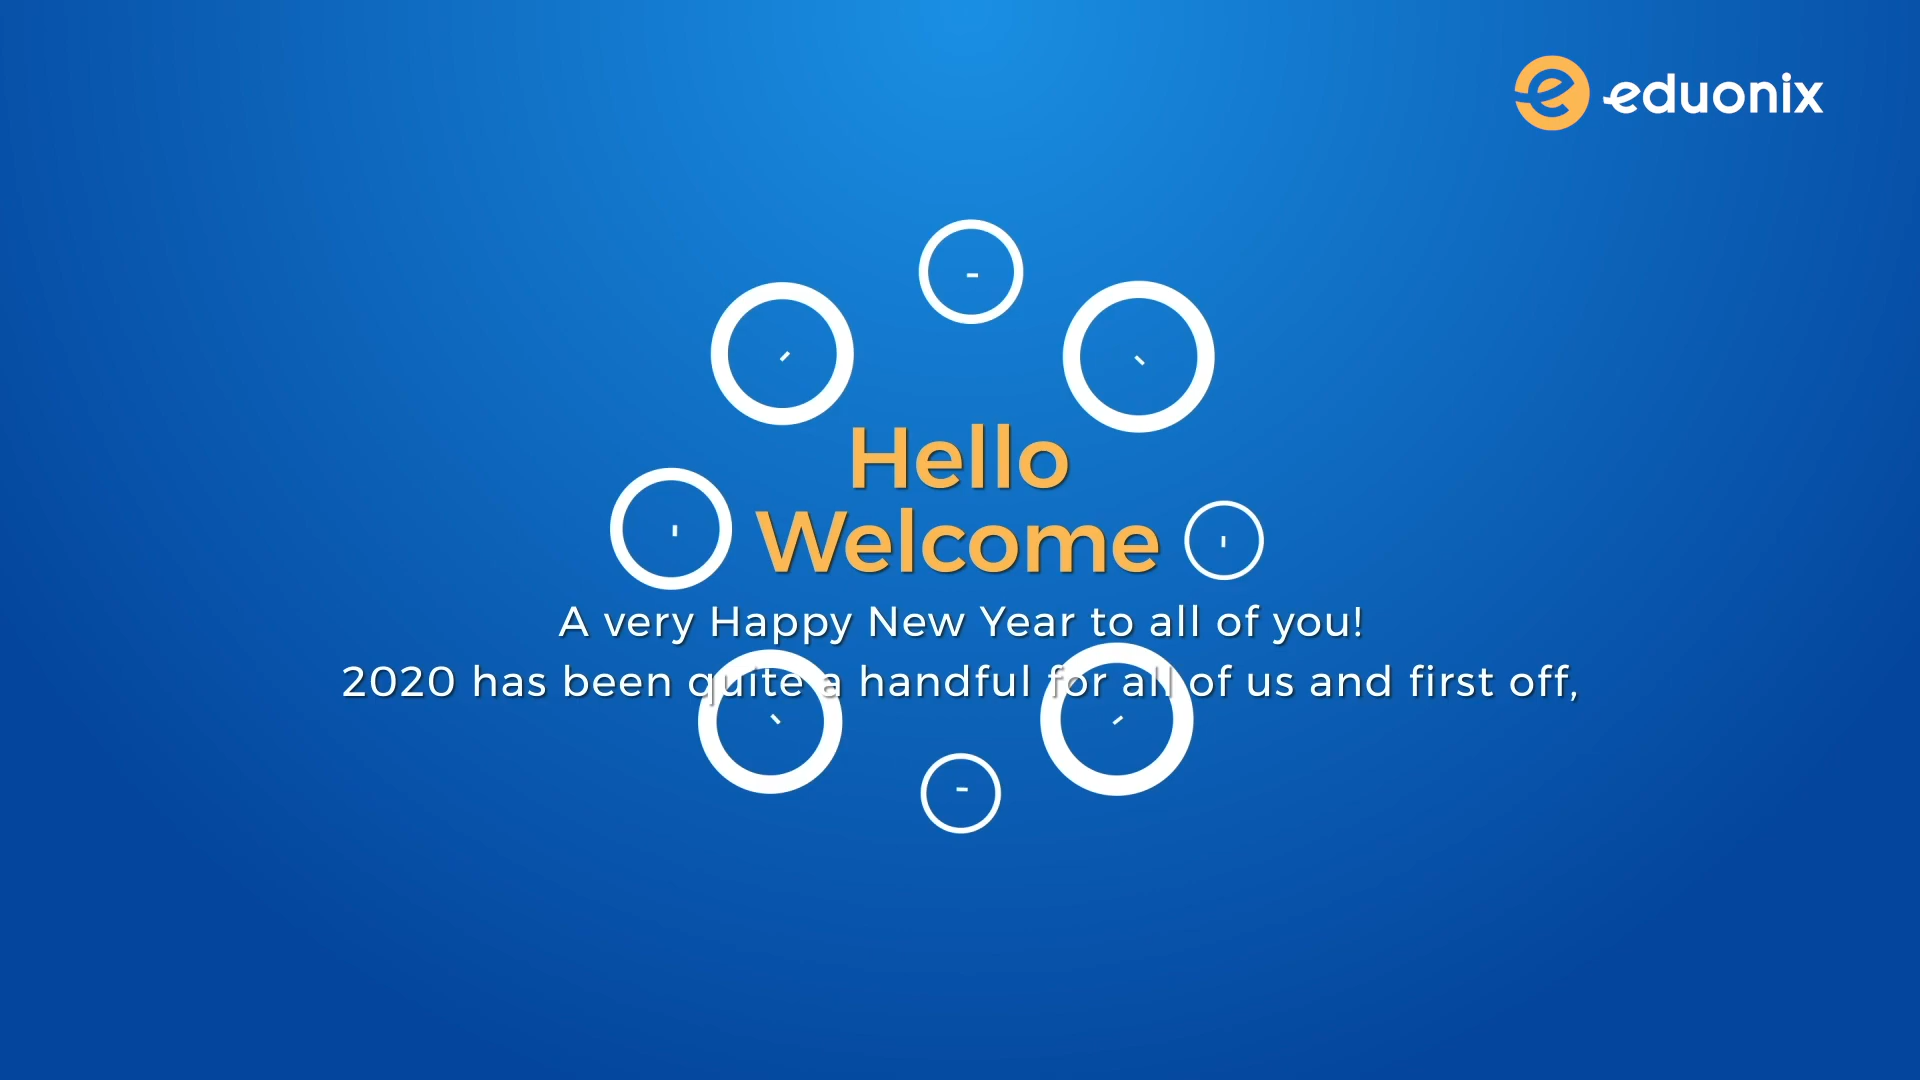 eduonix
Hello
Welcome
A very Happy New Year to all of you!
2020 has been quite a handful for all of us and first off,